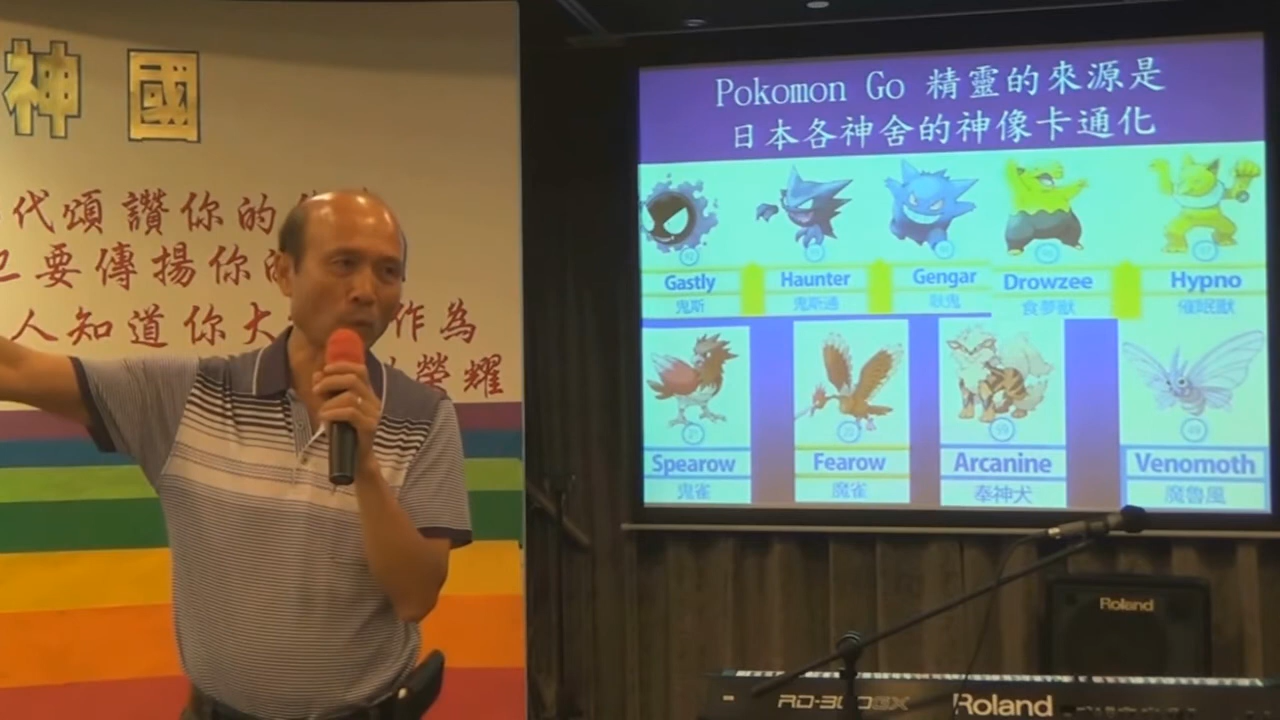 神 國
代頌讚你的
要傳揚你的
人知道你大 作為
榮耀
Pokomon Go 精靈的來源是
日本各神舍的神像卡通化
Gastly
鬼斯
Haunter
鬼斯通
Gengar
耿鬼
Drowzee
食夢獸
Hypno
催眠獸
Spearow
鬼雀
Fearow
魔雀
Arcanine
奉神犬
Venomoth
魔魯風
Roland
RD-300GX
Roland